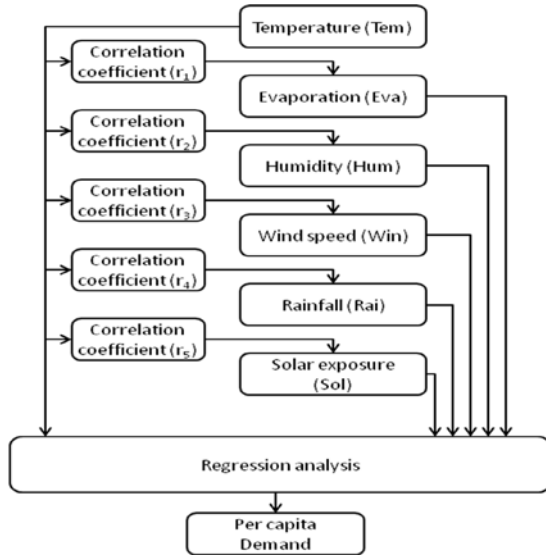 Temperature (Tem)
Correlation
coefficient (r₁)
Evaporation (Eva)
Correlation
coefficient (r₂)
Humidity (Hum)
Correlation
coefficient (r₃)
Wind speed (Win)
Correlation
coefficient (r₄)
Rainfall (Rai)
Correlation
coefficient (r₅)
Solar exposure
(Sol)
Regression analysis
Per capita
Demand